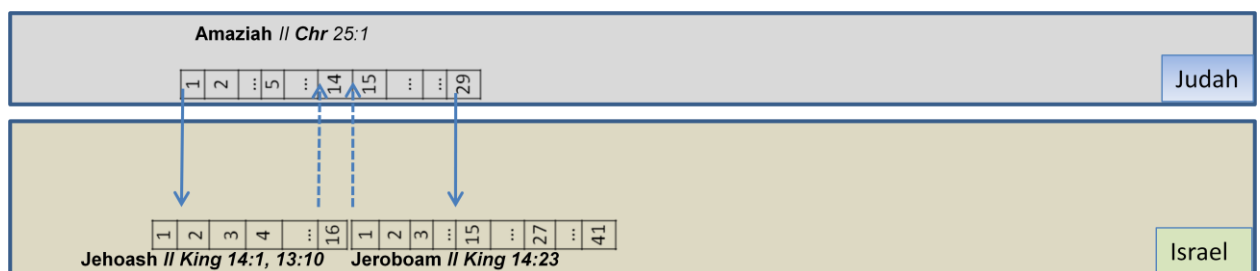 Amaziah II Chr 25:1
1 2 ... 5 ... 14 15 ... ... 29
Judah
1 2 3 4 ... 16 1 2 3 ... 15 ... 27 ... 41
Jehoash II King 14:1, 13:10 Jeroboam II King 14:23
Israel